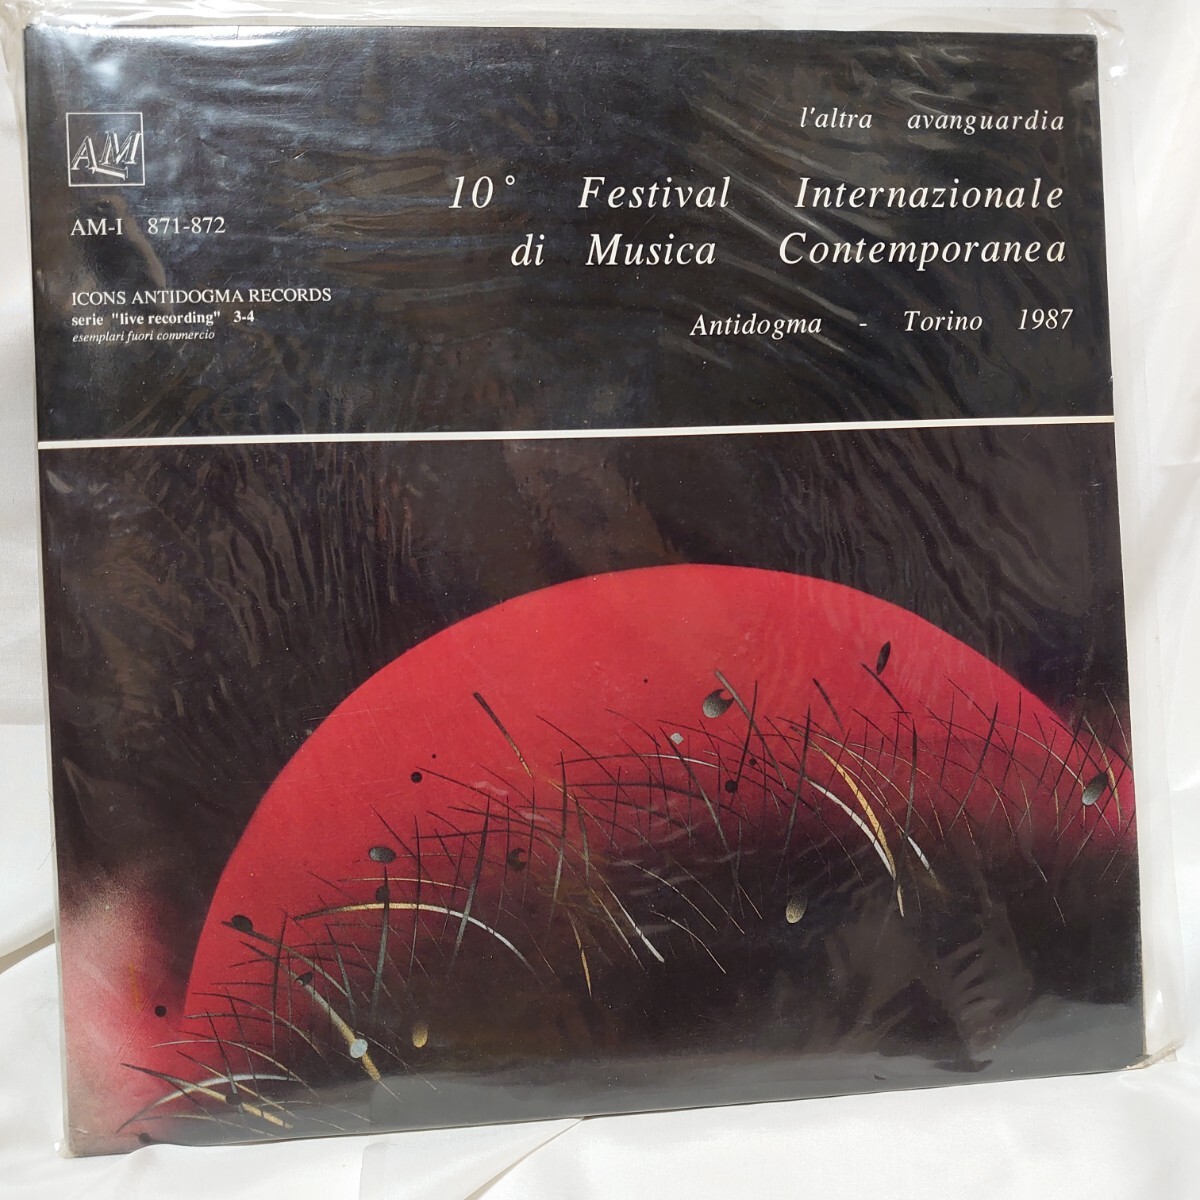 l'altra avanguardia
10° Festival Internazionale
di Musica Contemporanea
Antidogma - Torino 1987
AM
AM-I 871-872
ICONS ANTIDOGMA RECORDS
serie "live recording" 3-4
esemplari fuori commercio